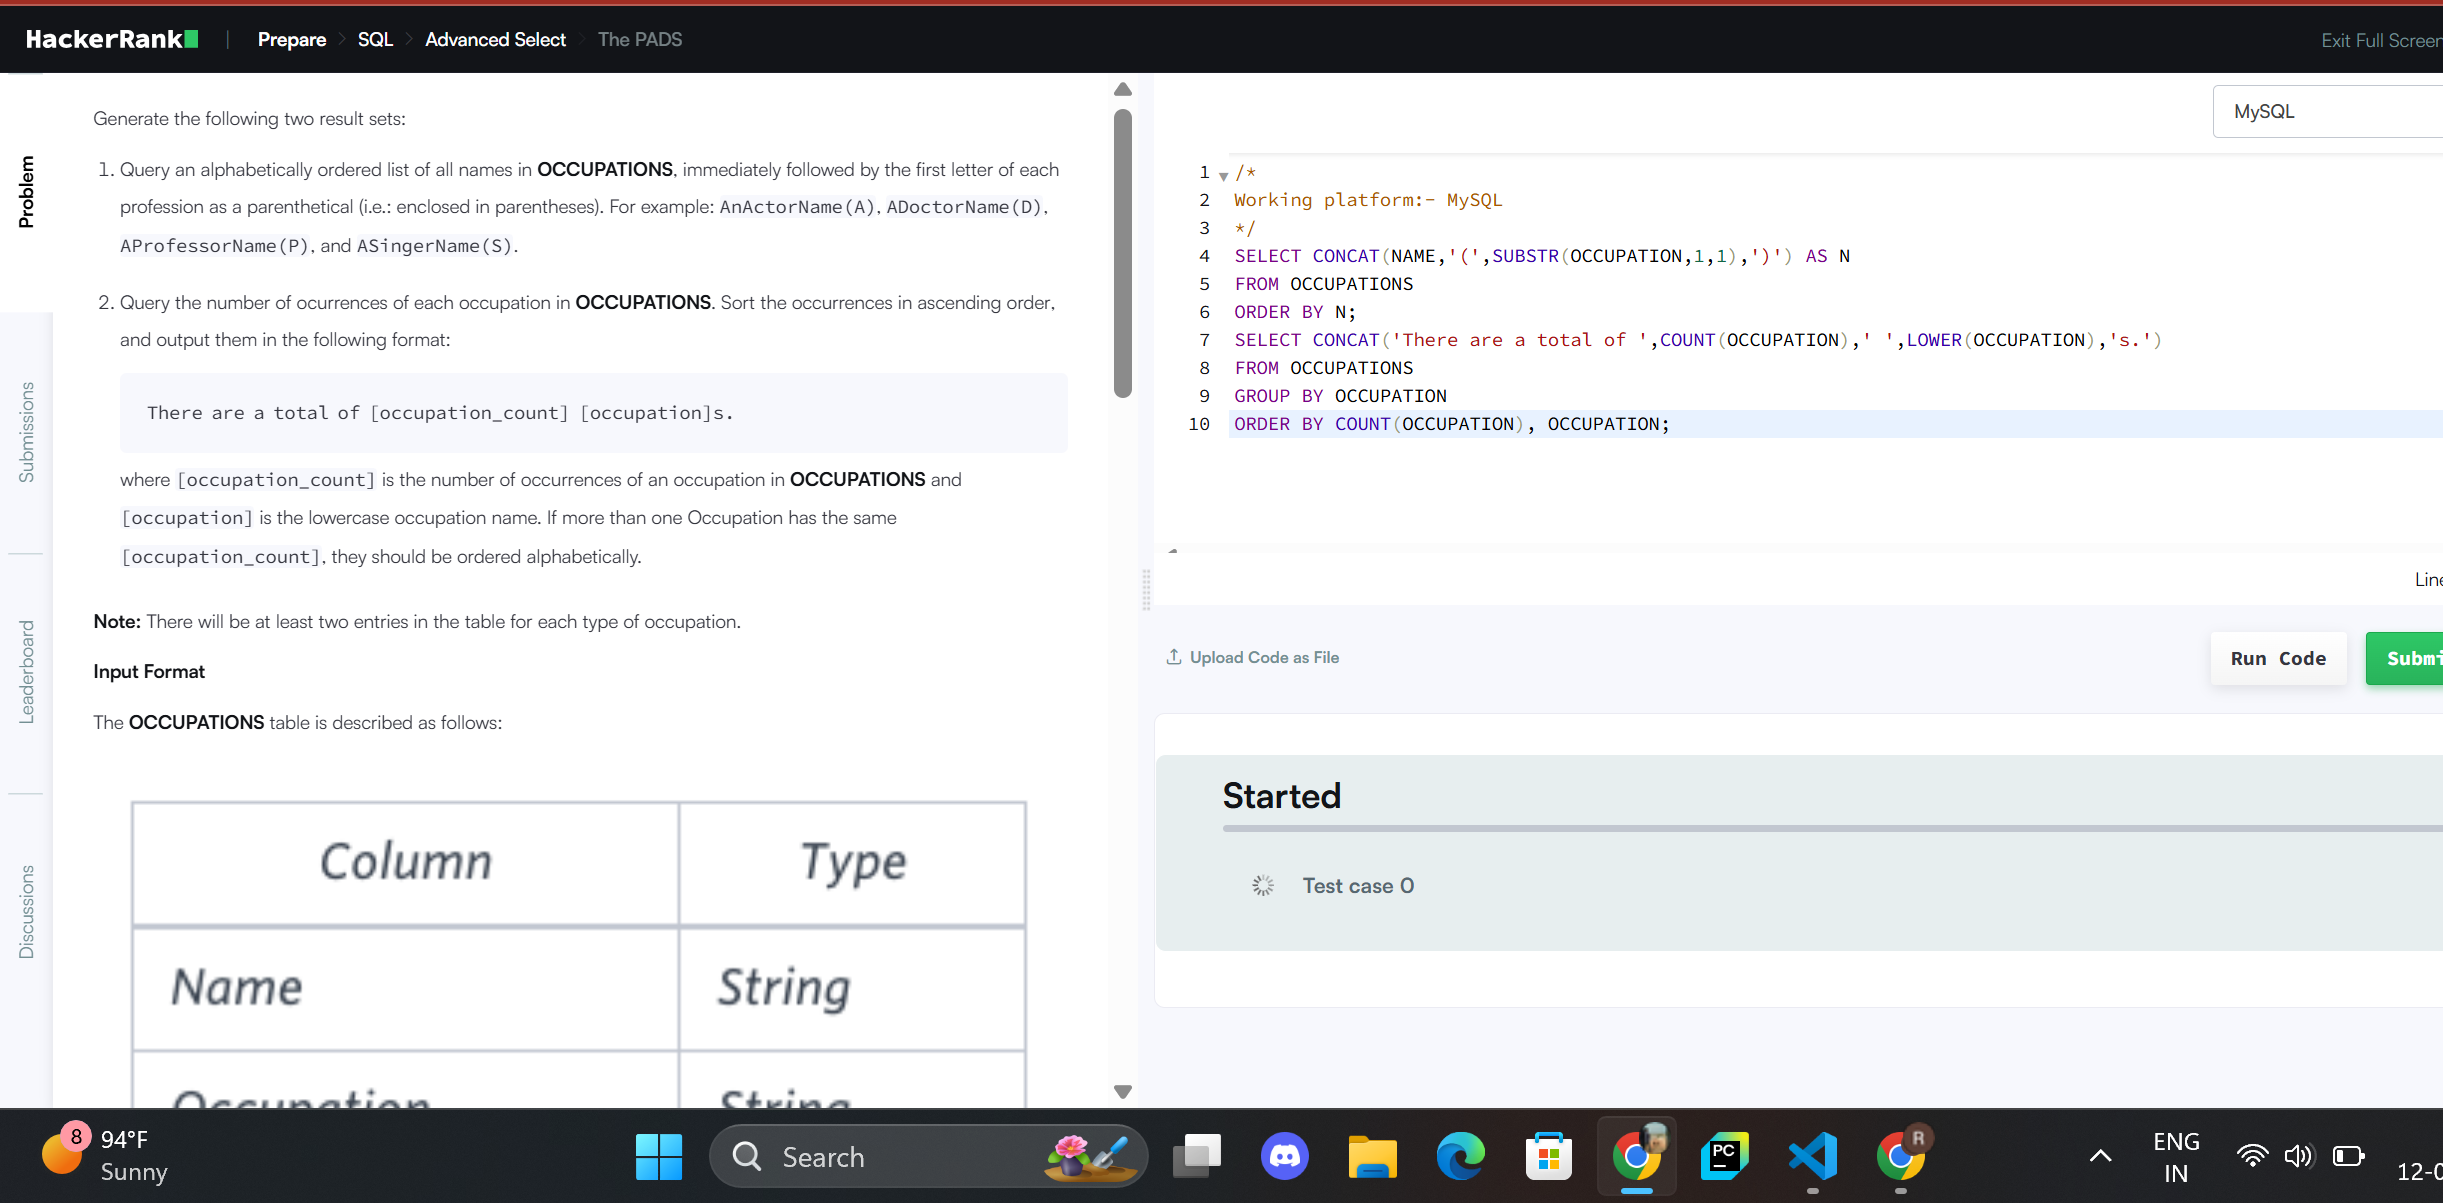 HackerRank | Prepare > SQL > Advanced Select > The PADS
Exit Full Screen
Problem
Submissions
Leaderboard
Discussions
Generate the following two result sets:
1. Query an alphabetically ordered list of all names in OCCUPATIONS, immediately followed by the first letter of each
profession as a parenthetical (i.e.: enclosed in parentheses). For example: AnActorName(A), ADoctorName(D),
AProfessorName(P), and ASingerName(S).
2. Query the number of ocurrences of each occupation in OCCUPATIONS. Sort the occurrences in ascending order,
and output them in the following format:
There are a total of [occupation_count] [occupation]s.
where [occupation_count] is the number of occurrences of an occupation in OCCUPATIONS and
[occupation] is the lowercase occupation name. If more than one Occupation has the same
[occupation_count], they should be ordered alphabetically.
Note: There will be at least two entries in the table for each type of occupation.
Input Format
The OCCUPATIONS table is described as follows:
Column Type
Name String
Occupation String
MySQL
1 /*
2 Working platform:- MySQL
3 */
4 SELECT CONCAT(NAME,'(',SUBSTR(OCCUPATION,1,1),')') AS N
5 FROM OCCUPATIONS
6 ORDER BY N;
7 SELECT CONCAT('There are a total of ',COUNT(OCCUPATION),' ',LOWER(OCCUPATION),'s.')
8 FROM OCCUPATIONS
9 GROUP BY OCCUPATION
10 ORDER BY COUNT(OCCUPATION), OCCUPATION;
Line
Upload Code as File
Run Code
Submi
Started
Test case 0
8
94°F
Sunny
Search
PC
R
ENG
IN
12-0